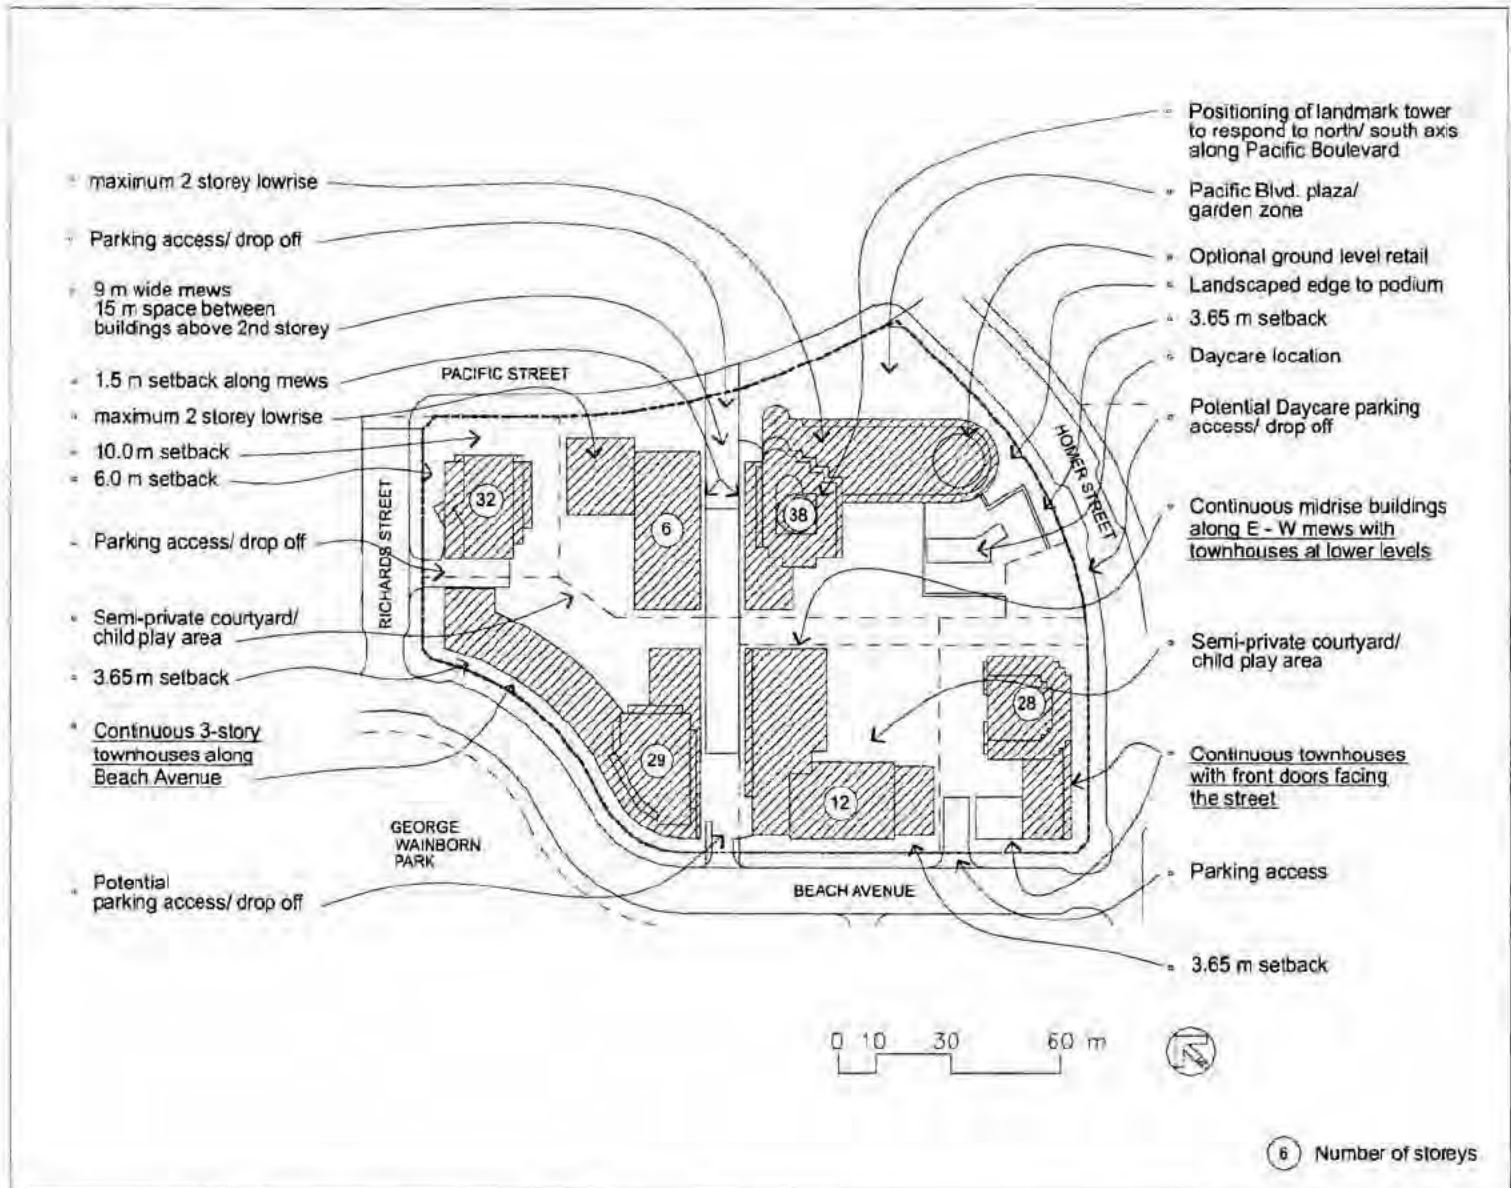 maximum 2 storey lowrise
Parking access/ drop off
9 m wide mews
15 m space between
buildings above 2nd storey
1.5 m setback along mews
maximum 2 storey lowrise
10.0 m setback
6.0 m setback
Parking access/ drop off
Semi-private courtyard/
child play area
3.65 m setback
Continuous 3-story
townhouses along
Beach Avenue
Potential
parking access/ drop off
PACIFIC STREET
RICHARDS STREET
HOMER STREET
BEACH AVENUE
GEORGE
WAINBORN
PARK
32
6
38
29
12
28
Positioning of landmark tower
to respond to north/ south axis
along Pacific Boulevard
Pacific Blvd. plaza/
garden zone
Optional ground level retail
Landscaped edge to podium
3.65 m setback
Daycare location
Potential Daycare parking
access/ drop off
Continuous midrise buildings
along E - W mews with
townhouses at lower levels
Semi-private courtyard/
child play area
Continuous townhouses
with front doors facing
the street
Parking access
3.65 m setback
0 10 30 60 m
6 Number of storeys